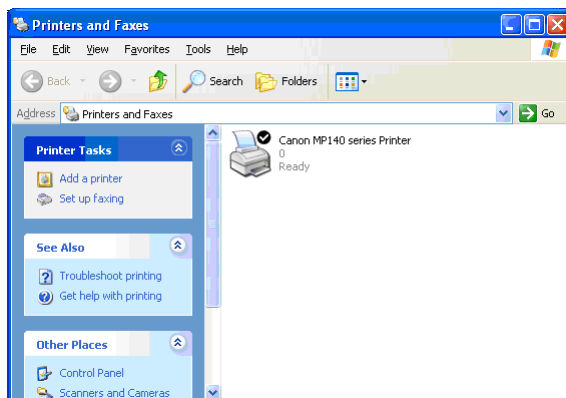 Printers and Faxes
File Edit View Favorites Tools Help
Back Search Folders
Address Printers and Faxes Go
Printer Tasks
Add a printer
Set up faxing
See Also
Troubleshoot printing
Get help with printing
Other Places
Control Panel
Scanners and Cameras
Canon MP140 series Printer
0
Ready